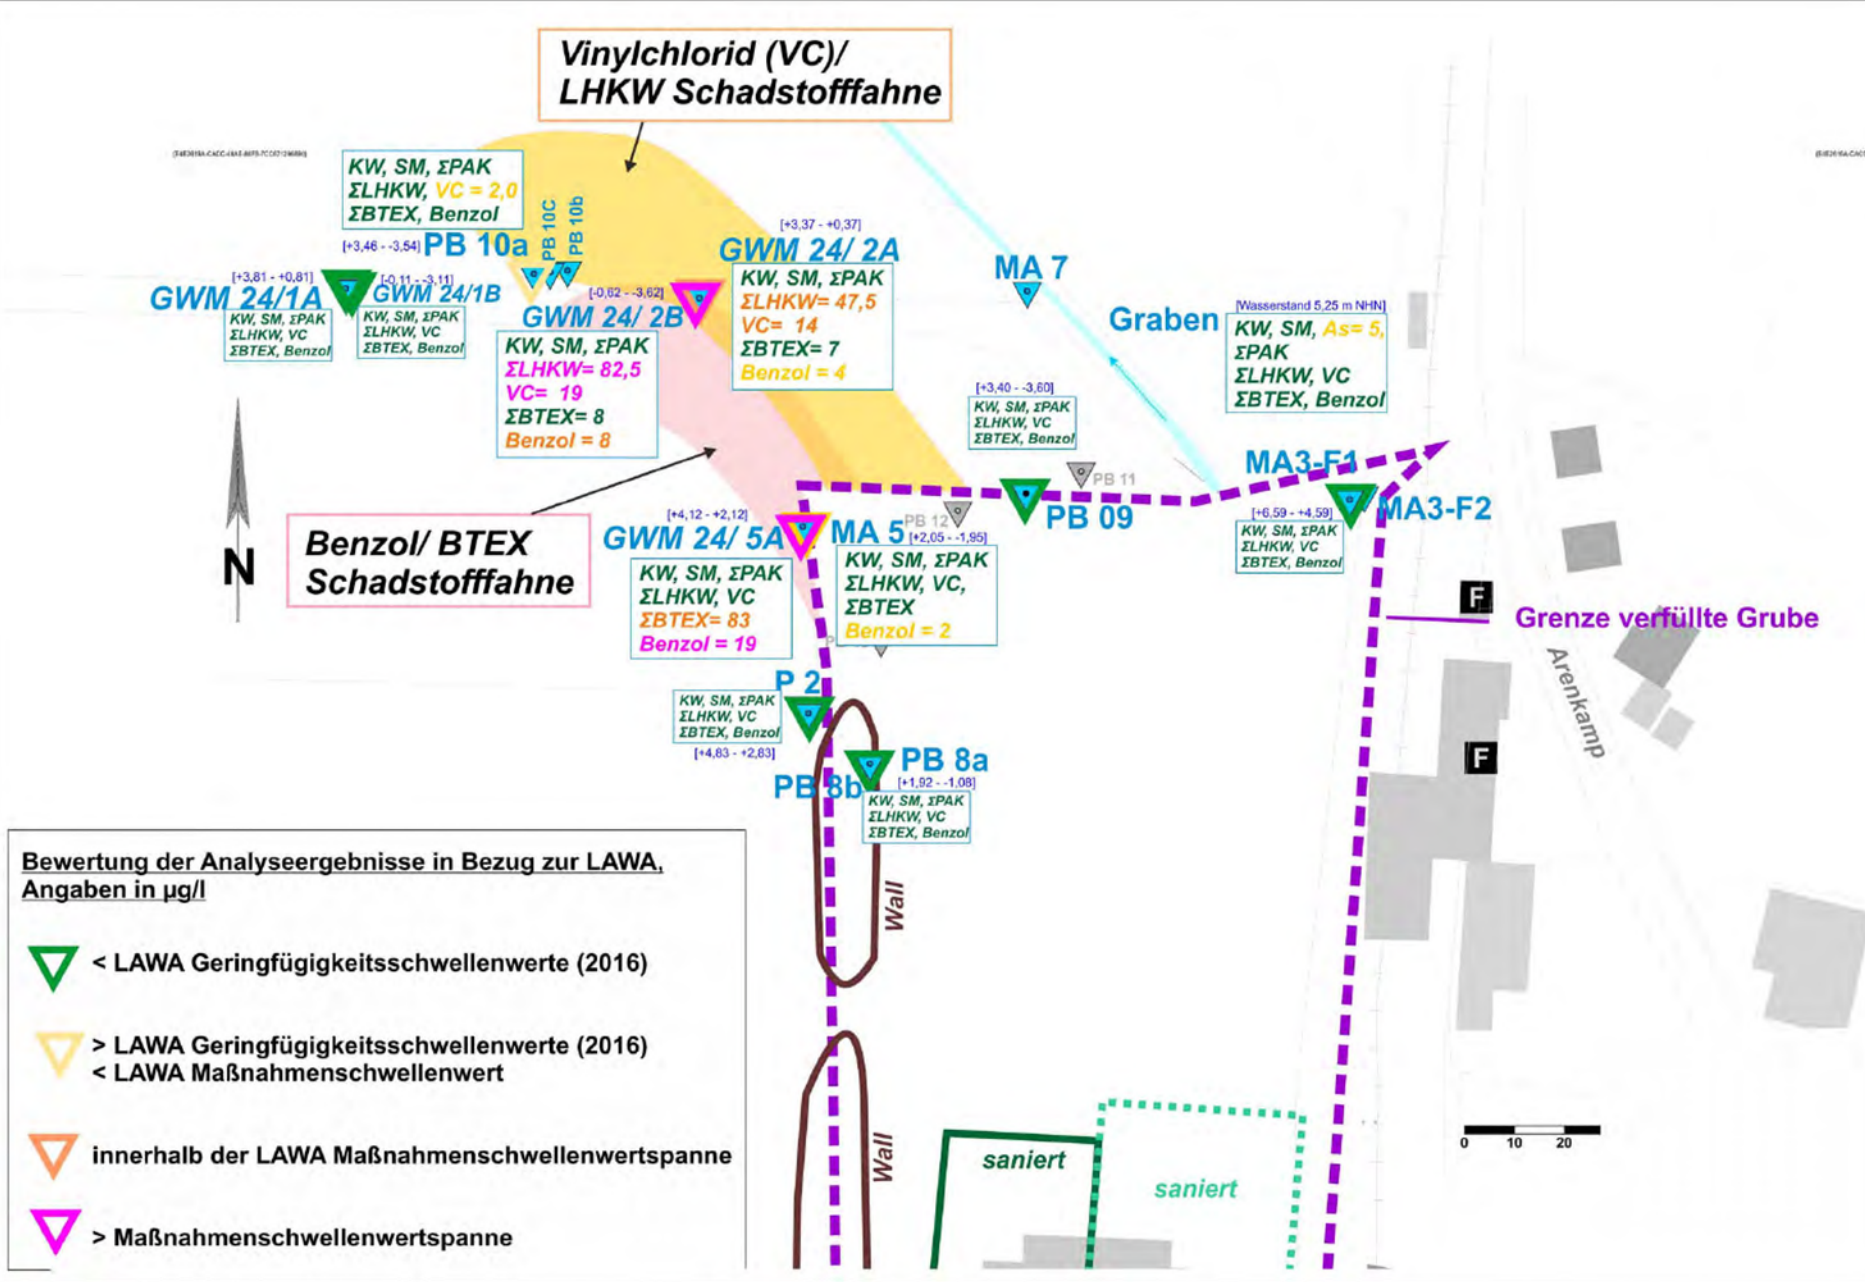 Vinylchlorid (VC)/
LHKW Schadstofffahne
KW, SM, ΣPAK
ΣLHKW, VC = 2,0
ΣBTEX, Benzol
[+3,46 - -3,54]
PB 10a
PB 10C
PB 10b
[+3,81 - +0,81]
GWM 24/1A
KW, SM, ΣPAK
ΣLHKW, VC
ΣBTEX, Benzol
[-0,11 - -3,11]
GWM 24/1B
KW, SM, ΣPAK
ΣLHKW, VC
ΣBTEX, Benzol
[-0,62 - -3,62]
GWM 24/ 2B
KW, SM, ΣPAK
ΣLHKW= 82,5
VC= 19
ΣBTEX= 8
Benzol = 8
[+3,37 - +0,37]
GWM 24/ 2A
KW, SM, ΣPAK
ΣLHKW= 47,5
VC= 14
ΣBTEX= 7
Benzol = 4
MA 7
Graben
[Wasserstand 5,25 m NHN]
KW, SM, As= 5,
ΣPAK
ΣLHKW, VC
ΣBTEX, Benzol
[+3,40 - -3,60]
KW, SM, ΣPAK
ΣLHKW, VC
ΣBTEX, Benzol
PB 11
PB 09
MA3-F1
MA3-F2
[+6,59 - +4,59]
KW, SM, ΣPAK
ΣLHKW, VC
ΣBTEX, Benzol
N
Benzol/ BTEX
Schadstofffahne
[+4,12 - +2,12]
GWM 24/ 5A
KW, SM, ΣPAK
ΣLHKW, VC
ΣBTEX= 83
Benzol = 19
PB 12
MA 5
[+2,05 - -1,95]
KW, SM, ΣPAK
ΣLHKW, VC,
ΣBTEX
Benzol = 2
F
Grenze verfüllte Grube
Arenkamp
F
P 2
KW, SM, ΣPAK
ΣLHKW, VC
ΣBTEX, Benzol
[+4,83 - +2,83]
PB 8a
PB 8b
[+1,92 - -1,08]
KW, SM, ΣPAK
ΣLHKW, VC
ΣBTEX, Benzol
Wall
Wall
saniert
saniert
0 10 20
Bewertung der Analyseergebnisse in Bezug zur LAWA,
Angaben in µg/l
< LAWA Geringfügigkeitsschwellenwerte (2016)
> LAWA Geringfügigkeitsschwellenwerte (2016)
< LAWA Maßnahmenschwellenwert
innerhalb der LAWA Maßnahmenschwellenwertspanne
> Maßnahmenschwellenwertspanne